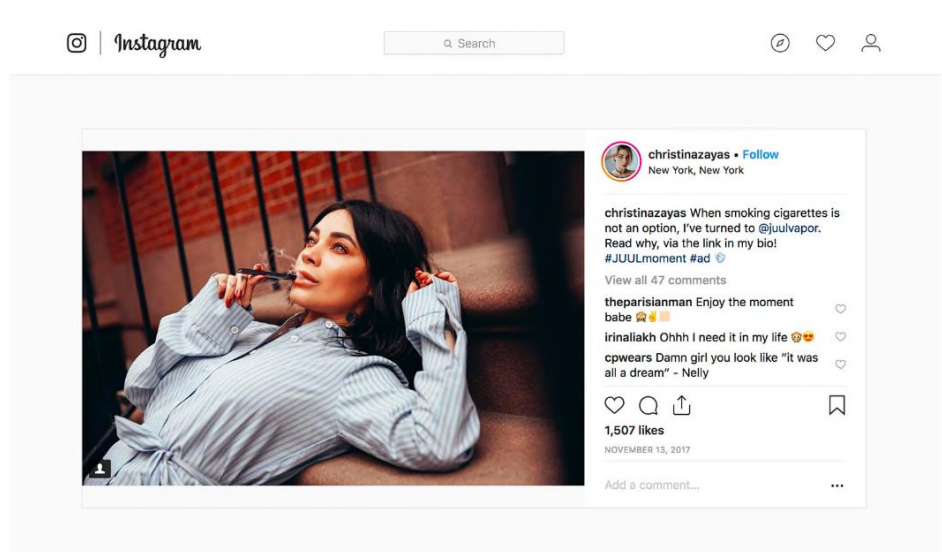 Instagram
Search
christinazayas • Follow
New York, New York
christinazayas When smoking cigarettes is
not an option, I've turned to @juulvapor.
Read why, via the link in my bio!
#JUULmoment #ad
View all 47 comments
theparisianman Enjoy the moment
babe
irinaliakh Ohhh I need it in my life
cpwears Damn girl you look like "it was
all a dream" - Nelly
1,507 likes
NOVEMBER 13, 2017
Add a comment...